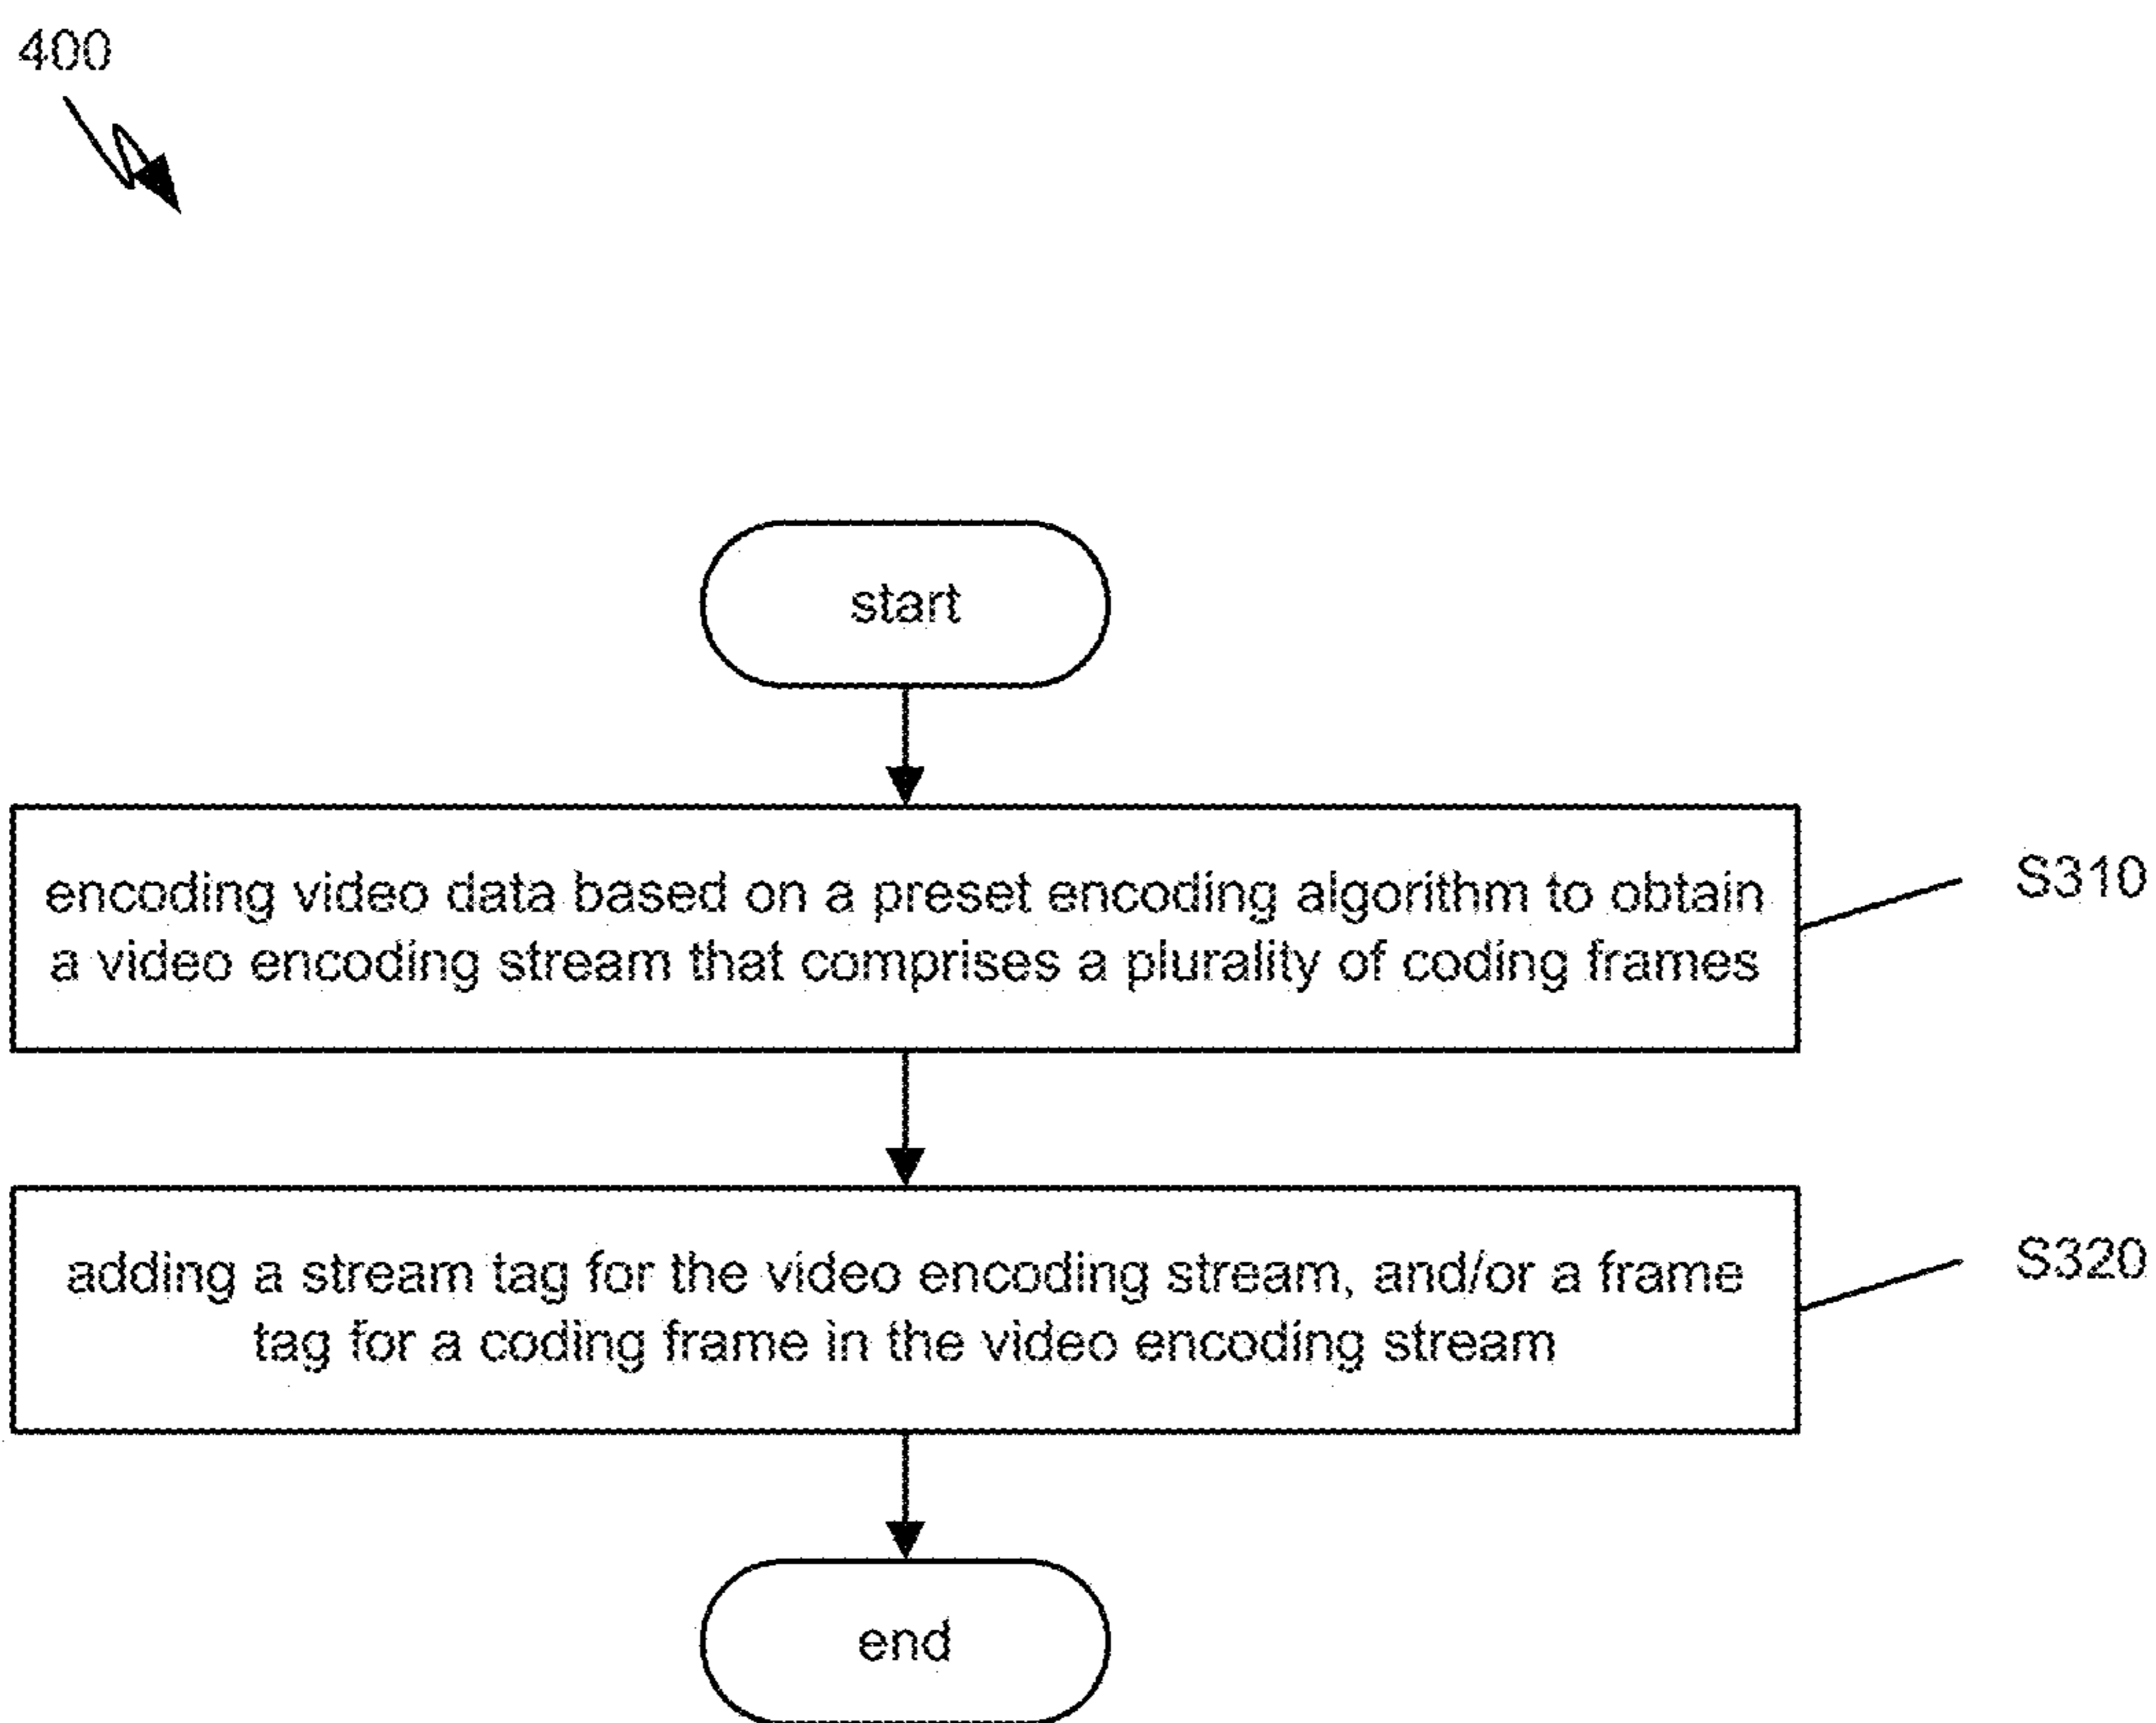 400
start
encoding video data based on a preset encoding algorithm to obtain
a video encoding stream that comprises a plurality of coding frames
S310
adding a stream tag for the video encoding stream, and/or a frame
tag for a coding frame in the video encoding stream
S320
end